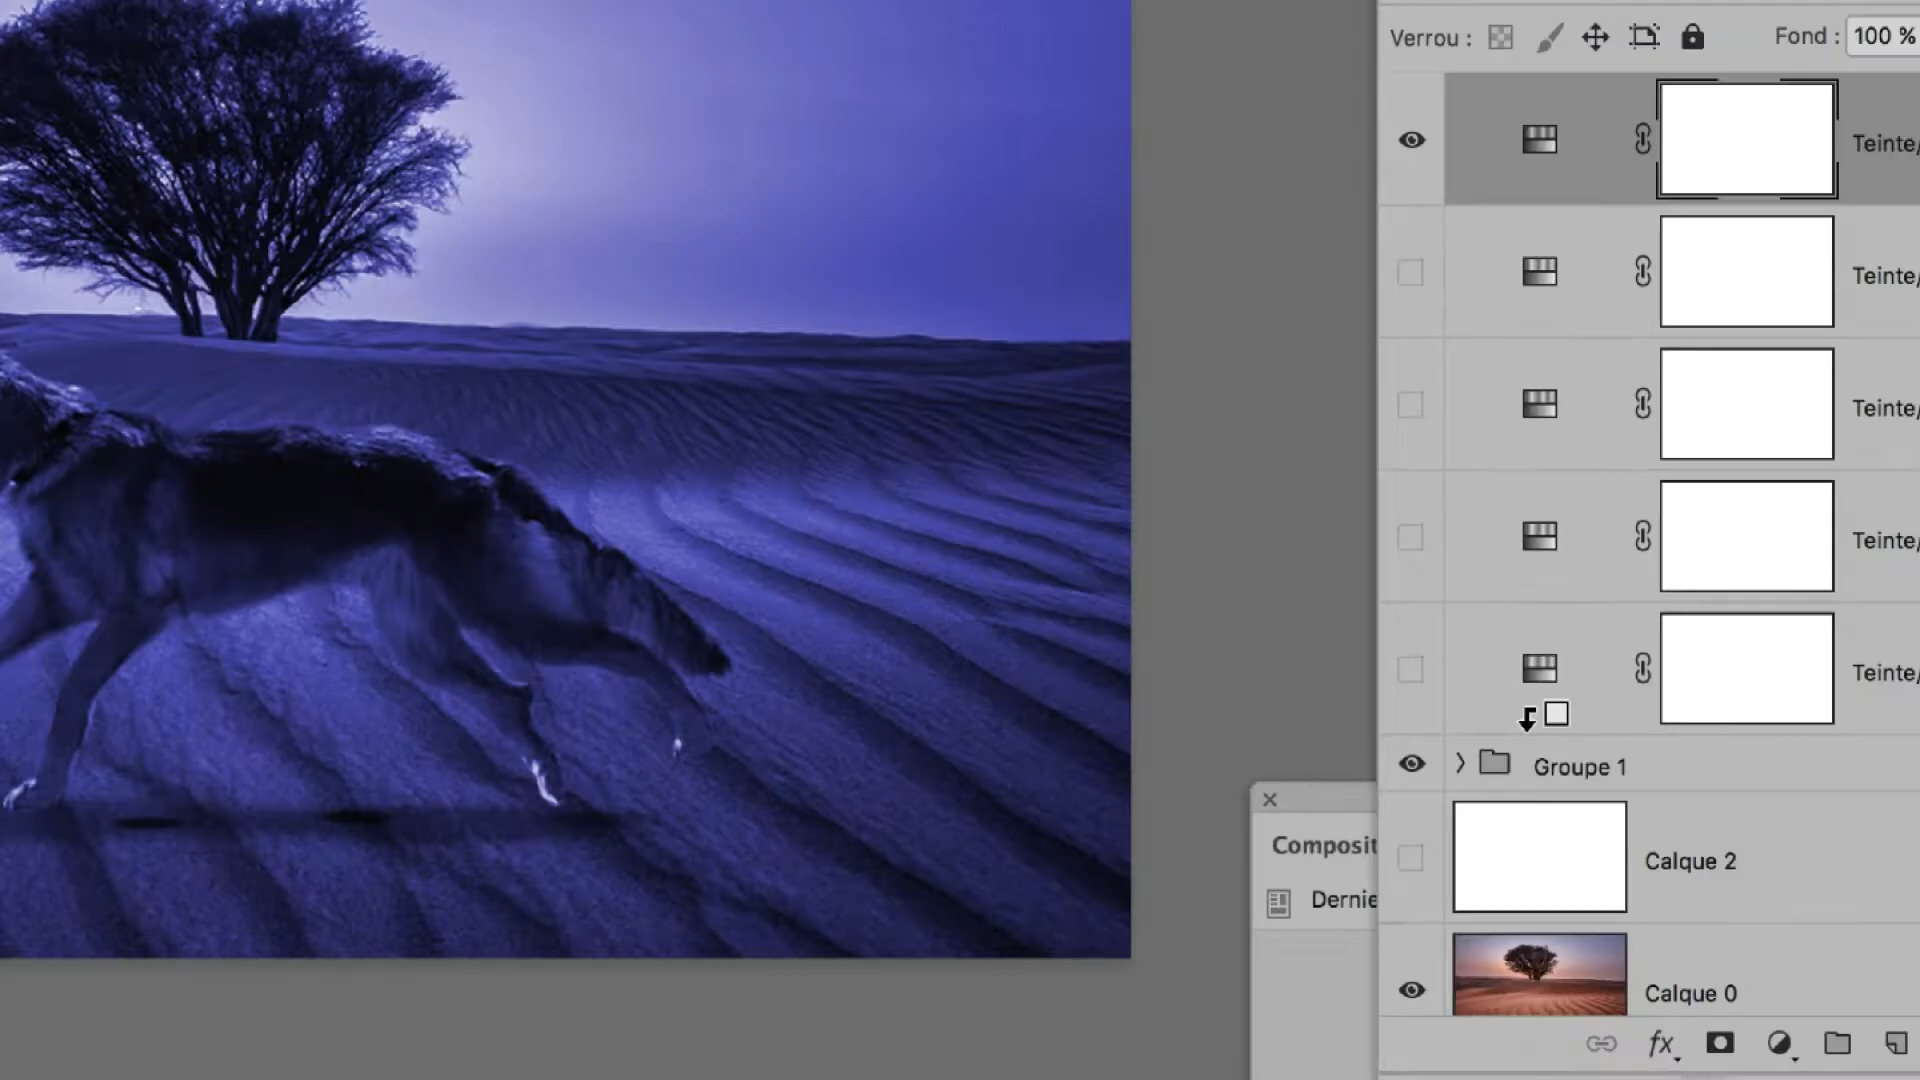 Verrou :
Fond : 100 %
Teinte/
Teinte/
Teinte/
Teinte/
Teinte/
Groupe 1
Calque 2
Composit
Dernie
Calque 0
fx